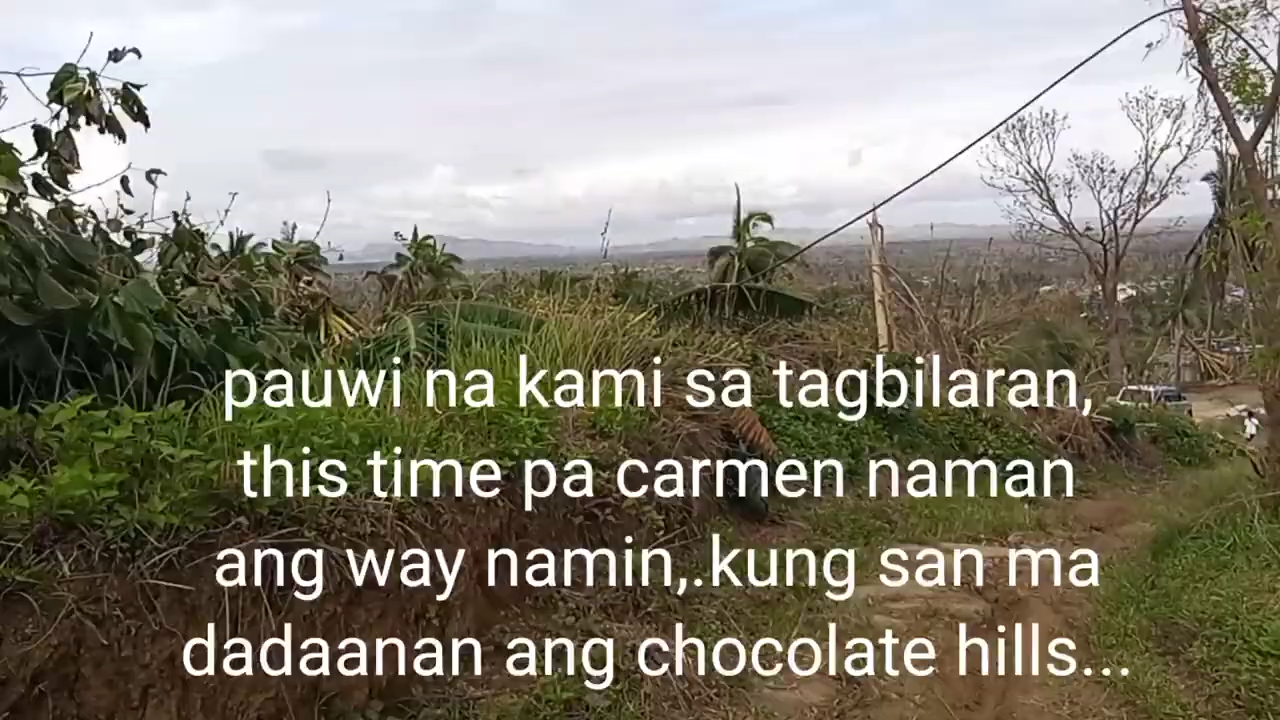 pauwi na kami sa tagbilaran,
this time pa carmen naman
ang way namin,.kung san ma
dadaanan ang chocolate hills...